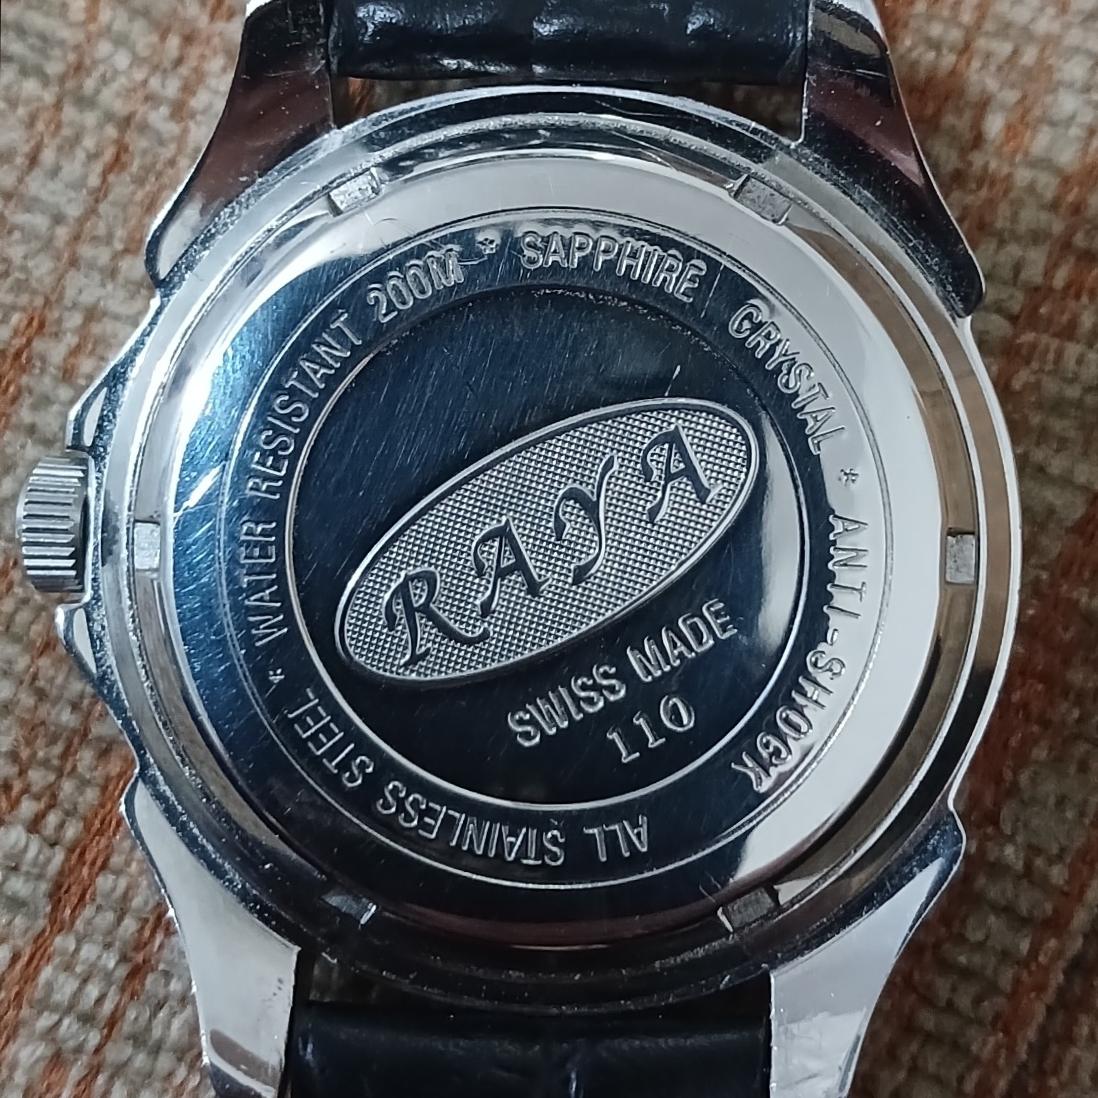 WATER RESISTANT 200M * SAPPHIRE CRYSTAL * ANTI-SHOCK
ALL STAINLESS STEEL *
RAYA
SWISS MADE
110